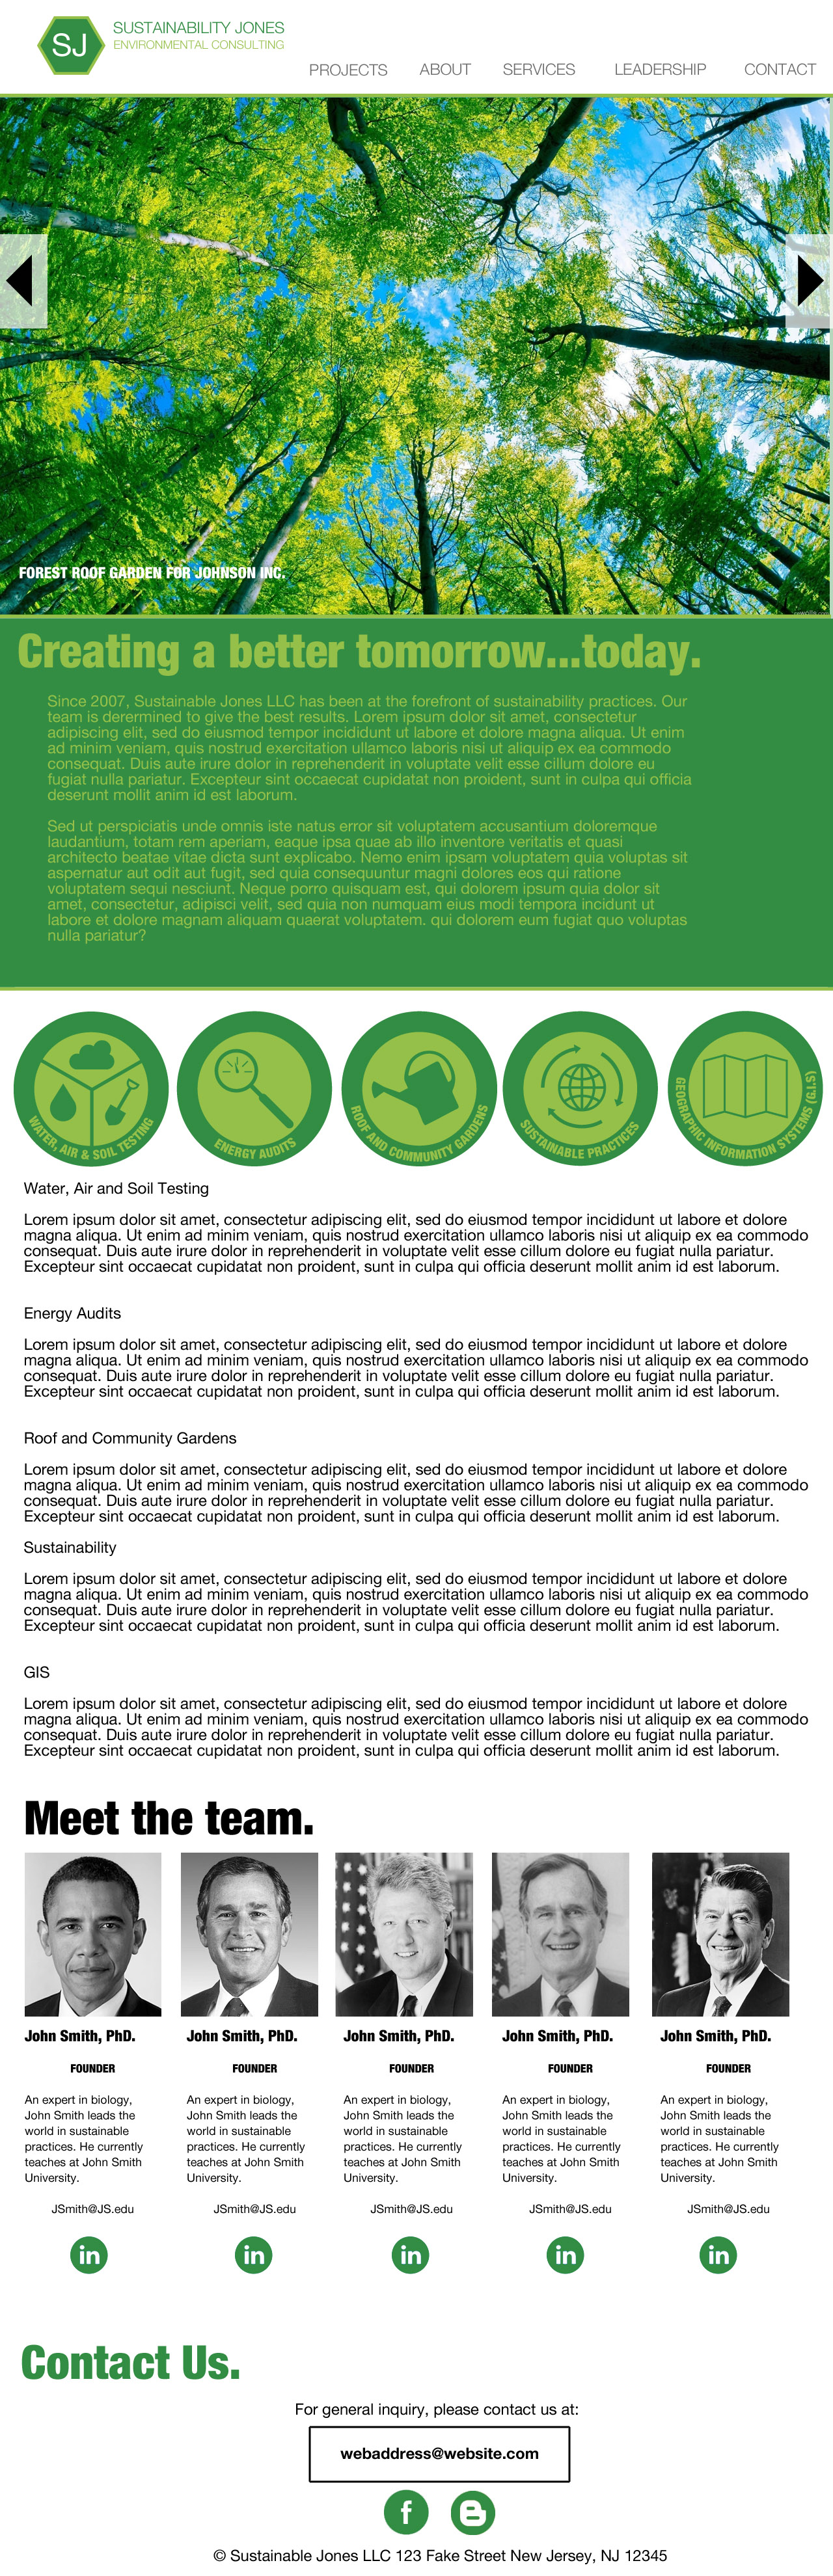 SJ
SUSTAINABILITY JONES
ENVIRONMENTAL CONSULTING
PROJECTS ABOUT SERVICES LEADERSHIP CONTACT
FOREST ROOF GARDEN FOR JOHNSON INC.
Creating a better tomorrow...today.
Since 2007, Sustainable Jones LLC has been at the forefront of sustainability practices. Our
team is derermined to give the best results. Lorem ipsum dolor sit amet, consectetur
adipiscing elit, sed do eiusmod tempor incididunt ut labore et dolore magna aliqua. Ut enim
ad minim veniam, quis nostrud exercitation ullamco laboris nisi ut aliquip ex ea commodo
consequat. Duis aute irure dolor in reprehenderit in voluptate velit esse cillum dolore eu
fugiat nulla pariatur. Excepteur sint occaecat cupidatat non proident, sunt in culpa qui officia
deserunt mollit anim id est laborum.
Sed ut perspiciatis unde omnis iste natus error sit voluptatem accusantium doloremque
laudantium, totam rem aperiam, eaque ipsa quae ab illo inventore veritatis et quasi
architecto beatae vitae dicta sunt explicabo. Nemo enim ipsam voluptatem quia voluptas sit
aspernatur aut odit aut fugit, sed quia consequuntur magni dolores eos qui ratione
voluptatem sequi nesciunt. Neque porro quisquam est, qui dolorem ipsum quia dolor sit
amet, consectetur, adipisci velit, sed quia non numquam eius modi tempora incidunt ut
labore et dolore magnam aliquam quaerat voluptatem. qui dolorem eum fugiat quo voluptas
nulla pariatur?
WATER, AIR & SOIL TESTING
ENERGY AUDITS
ROOF AND COMMUNITY GARDENS
SUSTAINABLE PRACTICES
GEOGRAPHIC INFORMATION SYSTEMS (G.I.S)
Water, Air and Soil Testing
Lorem ipsum dolor sit amet, consectetur adipiscing elit, sed do eiusmod tempor incididunt ut labore et dolore
magna aliqua. Ut enim ad minim veniam, quis nostrud exercitation ullamco laboris nisi ut aliquip ex ea commodo
consequat. Duis aute irure dolor in reprehenderit in voluptate velit esse cillum dolore eu fugiat nulla pariatur.
Excepteur sint occaecat cupidatat non proident, sunt in culpa qui officia deserunt mollit anim id est laborum.
Energy Audits
Lorem ipsum dolor sit amet, consectetur adipiscing elit, sed do eiusmod tempor incididunt ut labore et dolore
magna aliqua. Ut enim ad minim veniam, quis nostrud exercitation ullamco laboris nisi ut aliquip ex ea commodo
consequat. Duis aute irure dolor in reprehenderit in voluptate velit esse cillum dolore eu fugiat nulla pariatur.
Excepteur sint occaecat cupidatat non proident, sunt in culpa qui officia deserunt mollit anim id est laborum.
Roof and Community Gardens
Lorem ipsum dolor sit amet, consectetur adipiscing elit, sed do eiusmod tempor incididunt ut labore et dolore
magna aliqua. Ut enim ad minim veniam, quis nostrud exercitation ullamco laboris nisi ut aliquip ex ea commodo
consequat. Duis aute irure dolor in reprehenderit in voluptate velit esse cillum dolore eu fugiat nulla pariatur.
Excepteur sint occaecat cupidatat non proident, sunt in culpa qui officia deserunt mollit anim id est laborum.
Sustainability
Lorem ipsum dolor sit amet, consectetur adipiscing elit, sed do eiusmod tempor incididunt ut labore et dolore
magna aliqua. Ut enim ad minim veniam, quis nostrud exercitation ullamco laboris nisi ut aliquip ex ea commodo
consequat. Duis aute irure dolor in reprehenderit in voluptate velit esse cillum dolore eu fugiat nulla pariatur.
Excepteur sint occaecat cupidatat non proident, sunt in culpa qui officia deserunt mollit anim id est laborum.
GIS
Lorem ipsum dolor sit amet, consectetur adipiscing elit, sed do eiusmod tempor incididunt ut labore et dolore
magna aliqua. Ut enim ad minim veniam, quis nostrud exercitation ullamco laboris nisi ut aliquip ex ea commodo
consequat. Duis aute irure dolor in reprehenderit in voluptate velit esse cillum dolore eu fugiat nulla pariatur.
Excepteur sint occaecat cupidatat non proident, sunt in culpa qui officia deserunt mollit anim id est laborum.
Meet the team.
John Smith, PhD.
FOUNDER
An expert in biology,
John Smith leads the
world in sustainable
practices. He currently
teaches at John Smith
University.
JSmith@JS.edu
in
John Smith, PhD.
FOUNDER
An expert in biology,
John Smith leads the
world in sustainable
practices. He currently
teaches at John Smith
University.
JSmith@JS.edu
in
John Smith, PhD.
FOUNDER
An expert in biology,
John Smith leads the
world in sustainable
practices. He currently
teaches at John Smith
University.
JSmith@JS.edu
in
John Smith, PhD.
FOUNDER
An expert in biology,
John Smith leads the
world in sustainable
practices. He currently
teaches at John Smith
University.
JSmith@JS.edu
in
John Smith, PhD.
FOUNDER
An expert in biology,
John Smith leads the
world in sustainable
practices. He currently
teaches at John Smith
University.
JSmith@JS.edu
in
Contact Us.
For general inquiry, please contact us at:
webaddress@website.com
f B
© Sustainable Jones LLC 123 Fake Street New Jersey, NJ 12345